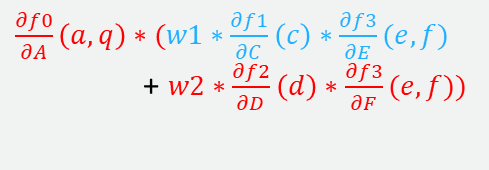 ∂f0/∂A (a, q) * (w1 * ∂f1/∂C (c) * ∂f3/∂E (e, f)
+ w2 * ∂f2/∂D (d) * ∂f3/∂F (e, f))